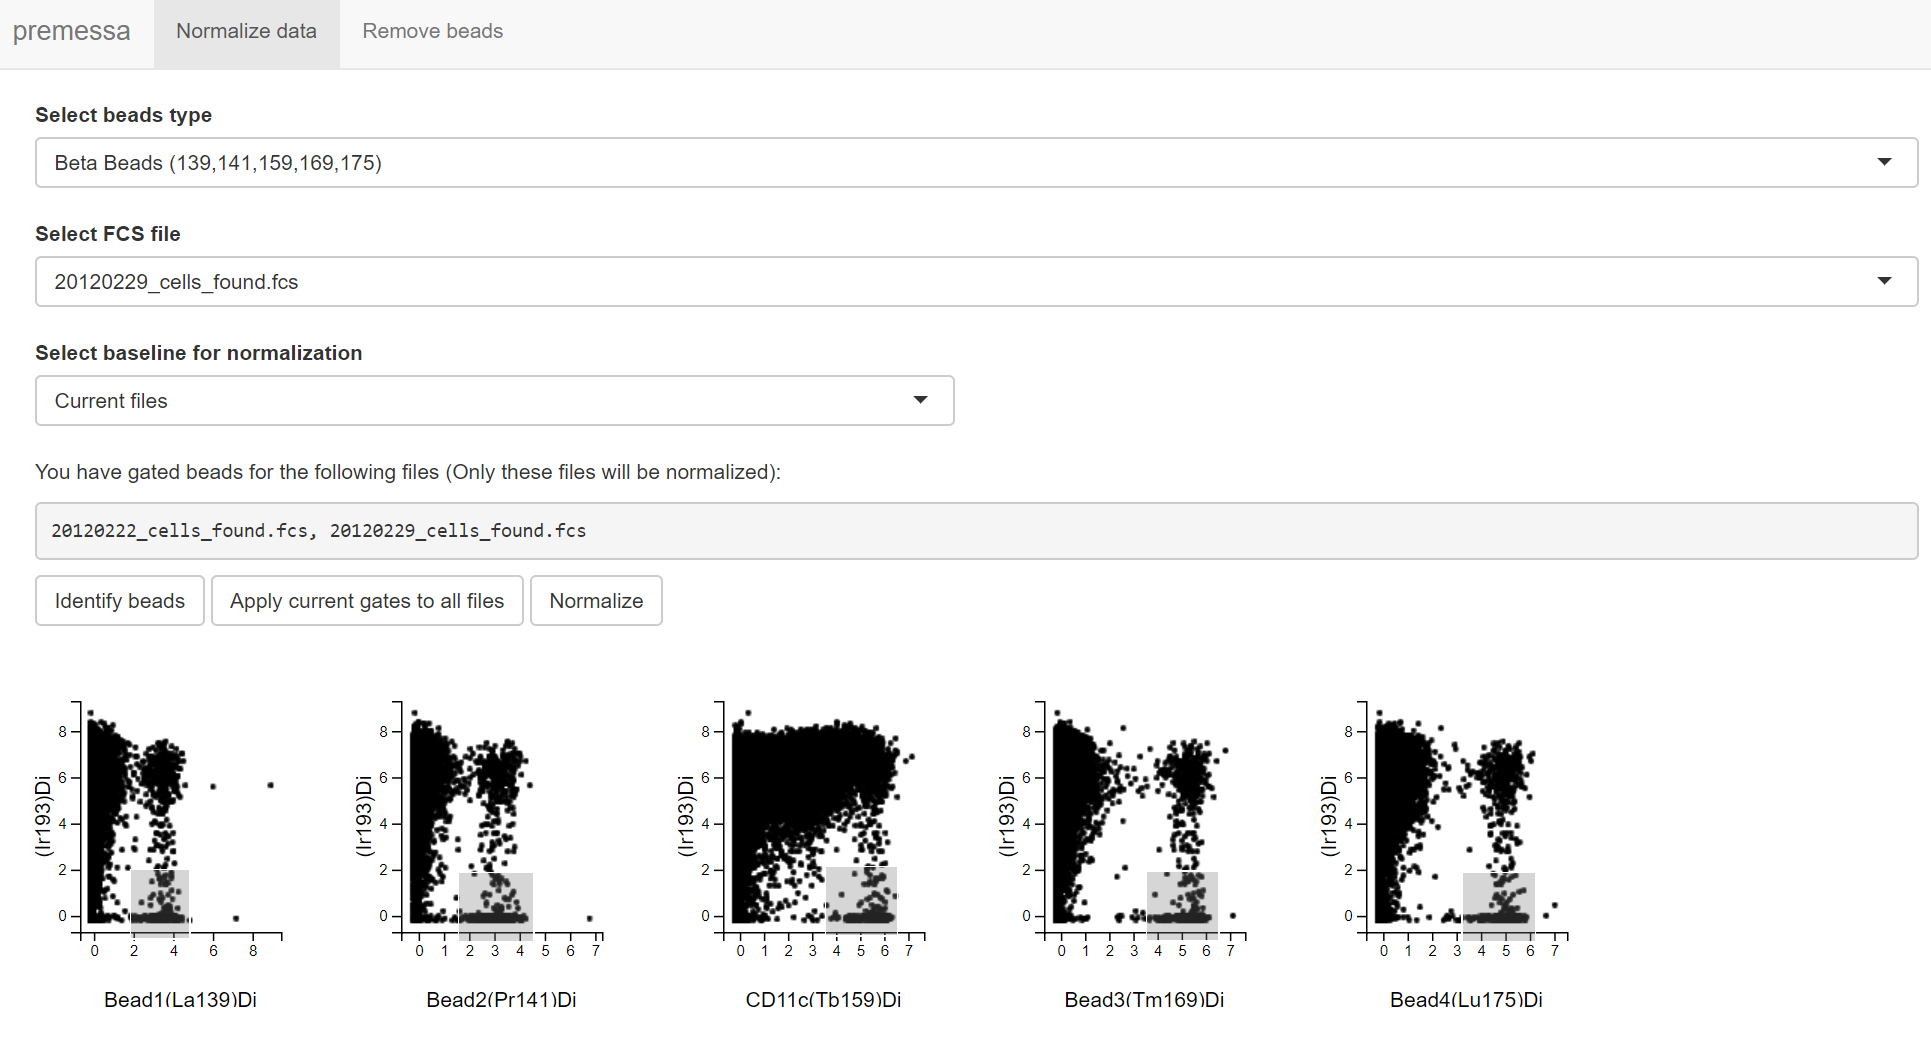 premessa Normalize data Remove beads
Select beads type
Beta Beads (139,141,159,169,175)
Select FCS file
20120229_cells_found.fcs
Select baseline for normalization
Current files
You have gated beads for the following files (Only these files will be normalized):
20120222_cells_found.fcs, 20120229_cells_found.fcs
Identify beads Apply current gates to all files Normalize
(Ir193)Di
8
6
4
2
0
0 2 4 6 8
Bead1(La139)Di
(Ir193)Di
8
6
4
2
0
0 1 2 3 4 5 6 7
Bead2(Pr141)Di
(Ir193)Di
8
6
4
2
0
0 1 2 3 4 5 6 7
CD11c(Tb159)Di
(Ir193)Di
8
6
4
2
0
0 1 2 3 4 5 6 7
Bead3(Tm169)Di
(Ir193)Di
8
6
4
2
0
0 1 2 3 4 5 6 7
Bead4(Lu175)Di